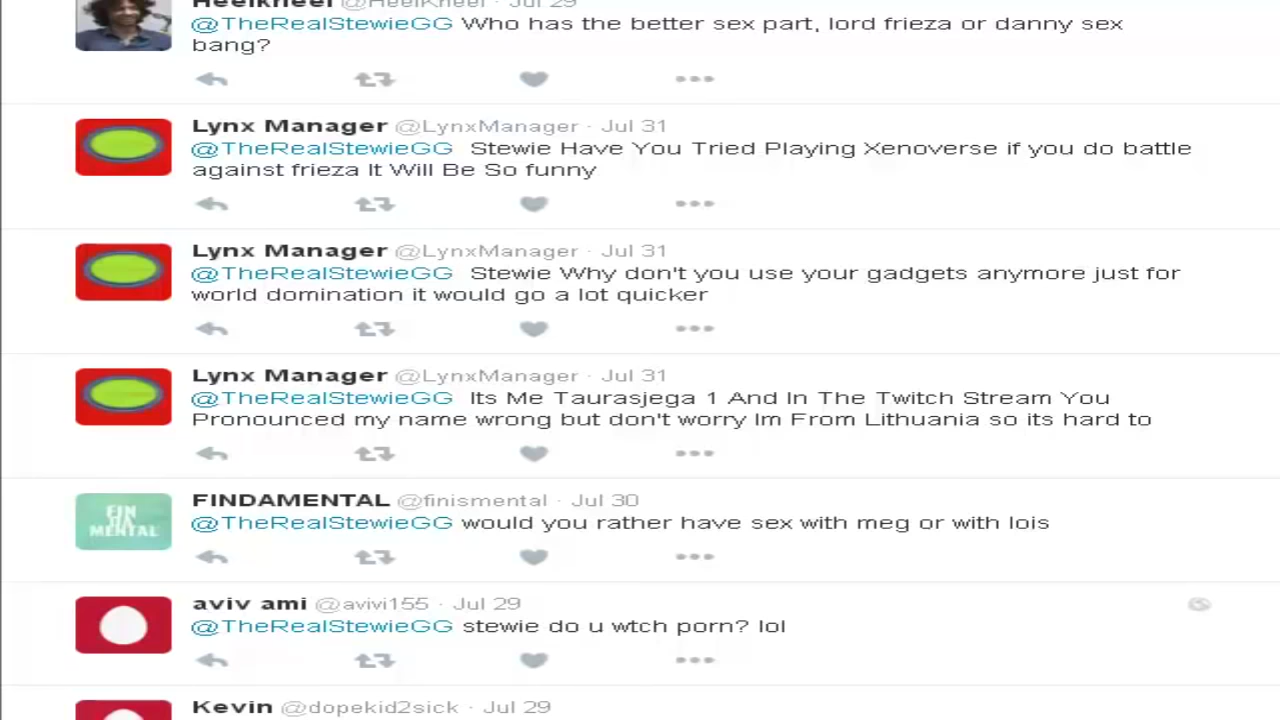 Heelkheel @HeelKheel · Jul 29
@TheRealStewieGG Who has the better sex part, lord frieza or danny sex
bang?
Lynx Manager @LynxManager · Jul 31
@TheRealStewieGG Stewie Have You Tried Playing Xenoverse if you do battle
against frieza It Will Be So funny
Lynx Manager @LynxManager · Jul 31
@TheRealStewieGG Stewie Why don't you use your gadgets anymore just for
world domination it would go a lot quicker
Lynx Manager @LynxManager · Jul 31
@TheRealStewieGG Its Me Taurasjega 1 And In The Twitch Stream You
Pronounced my name wrong but don't worry Im From Lithuania so its hard to
FIN
DA
MENTAL
FINDAMENTAL @finismental · Jul 30
@TheRealStewieGG would you rather have sex with meg or with lois
aviv ami @avivi155 · Jul 29
@TheRealStewieGG stewie do u wtch porn? lol
Kevin @dopekid2sick · Jul 29